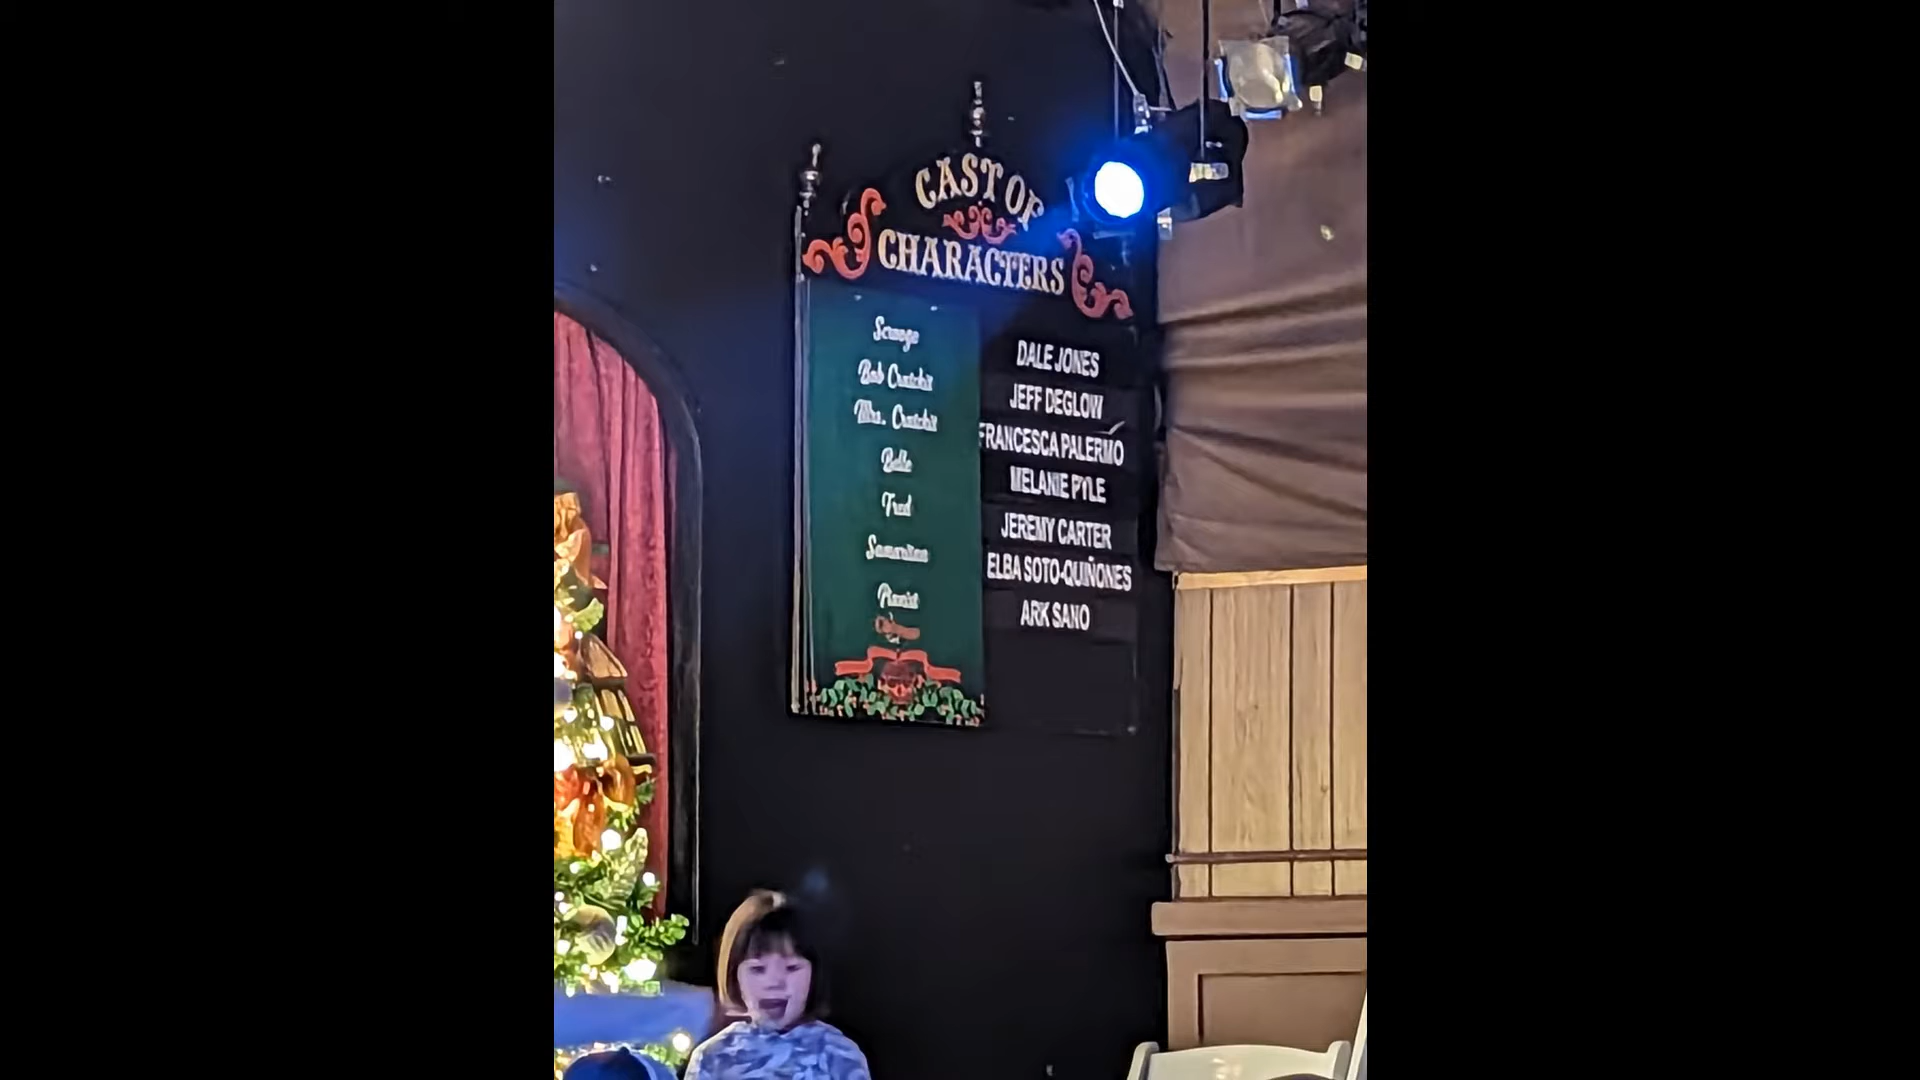 CAST OF
CHARACTERS
Scrooge
DALE JONES
Bob Cratchit
JEFF DEGLOW
Mrs. Cratchit
FRANCESCA PALERMO
Belle
MELANIE PYLE
Fred
JEREMY CARTER
Samaritan
ELBA SOTO-QUIÑONES
Pianist
ARK SANO